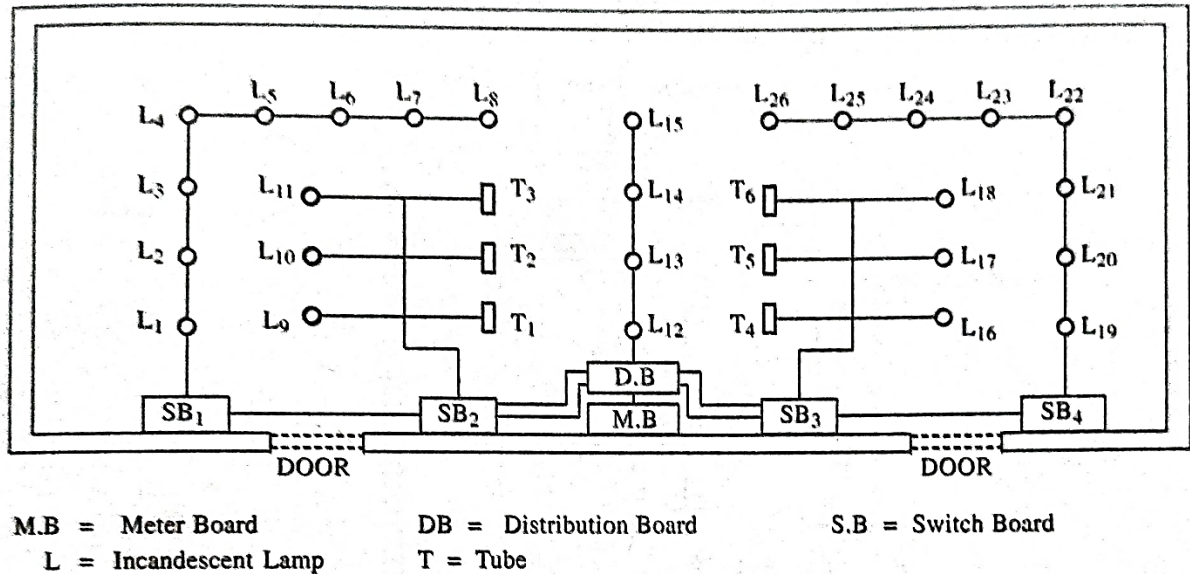 L5 L6 L7 L8 L26 L25 L24 L23 L22
L4 L15
L3 L11 T3 L14 T6 L18 L21
L2 L10 T2 L13 T5 L17 L20
L1 L9 T1 L12 T4 L16 L19
D.B
SB1 SB2 M.B SB3 SB4
DOOR DOOR
M.B = Meter Board DB = Distribution Board S.B = Switch Board
L = Incandescent Lamp T = Tube